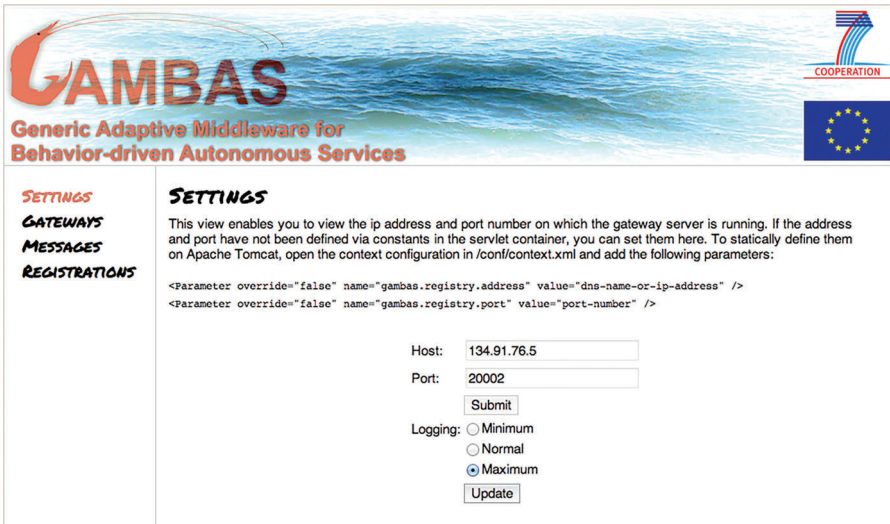 GAMBAS
Generic Adaptive Middleware for
Behavior-driven Autonomous Services
7
COOPERATION
SETTINGS
GATEWAYS
MESSAGES
REGISTRATIONS
SETTINGS
This view enables you to view the ip address and port number on which the gateway server is running. If the address
and port have not been defined via constants in the servlet container, you can set them here. To statically define them
on Apache Tomcat, open the context configuration in /conf/context.xml and add the following parameters:
<Parameter override="false" name="gambas.registry.address" value="dns-name-or-ip-address" />
<Parameter override="false" name="gambas.registry.port" value="port-number" />
Host: 134.91.76.5
Port: 20002
Submit
Logging: Minimum
Normal
Maximum
Update